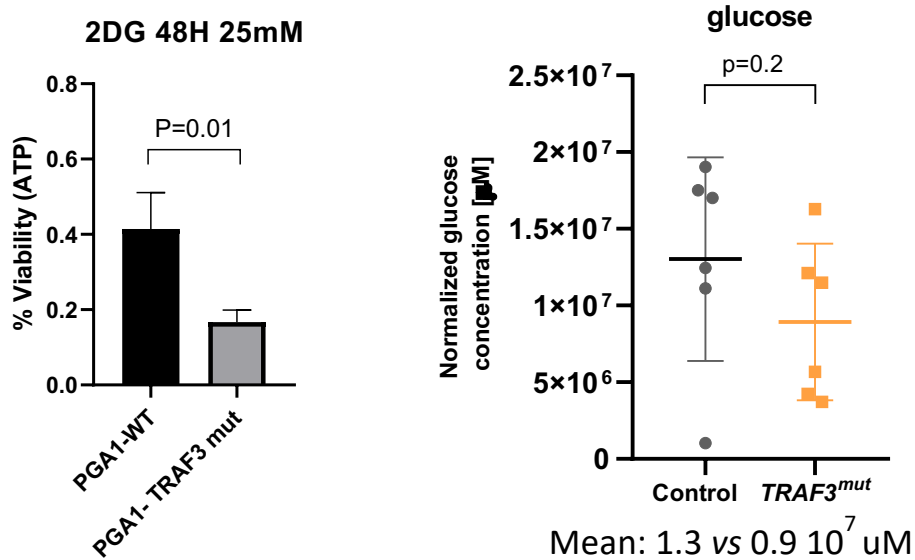 2DG 48H 25mM
% Viability (ATP)
0.8
0.6
0.4
0.2
0.0
P=0.01
PGA1-WT
PGA1- TRAF3 mut
glucose
Normalized glucose
concentration [µM]
2.5×10⁷
2×10⁷
1.5×10⁷
1×10⁷
5×10⁶
0
p=0.2
Control
TRAF3ᵐᵘᵗ
Mean: 1.3 vs 0.9 10⁷ uM